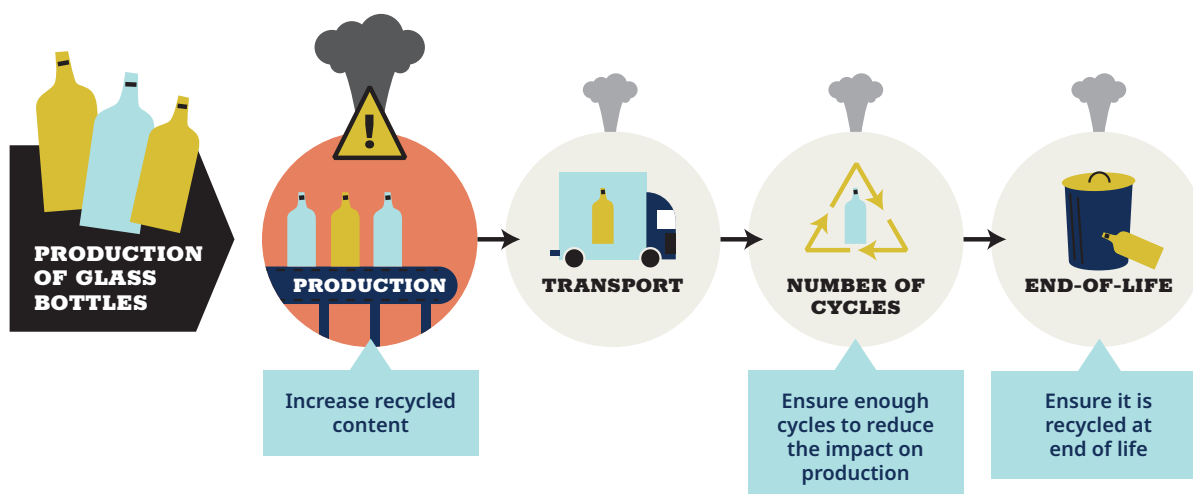 PRODUCTION
OF GLASS
BOTTLES
!
PRODUCTION
TRANSPORT
NUMBER OF
CYCLES
END-OF-LIFE
Increase recycled
content
Ensure enough
cycles to reduce
the impact on
production
Ensure it is
recycled at
end of life